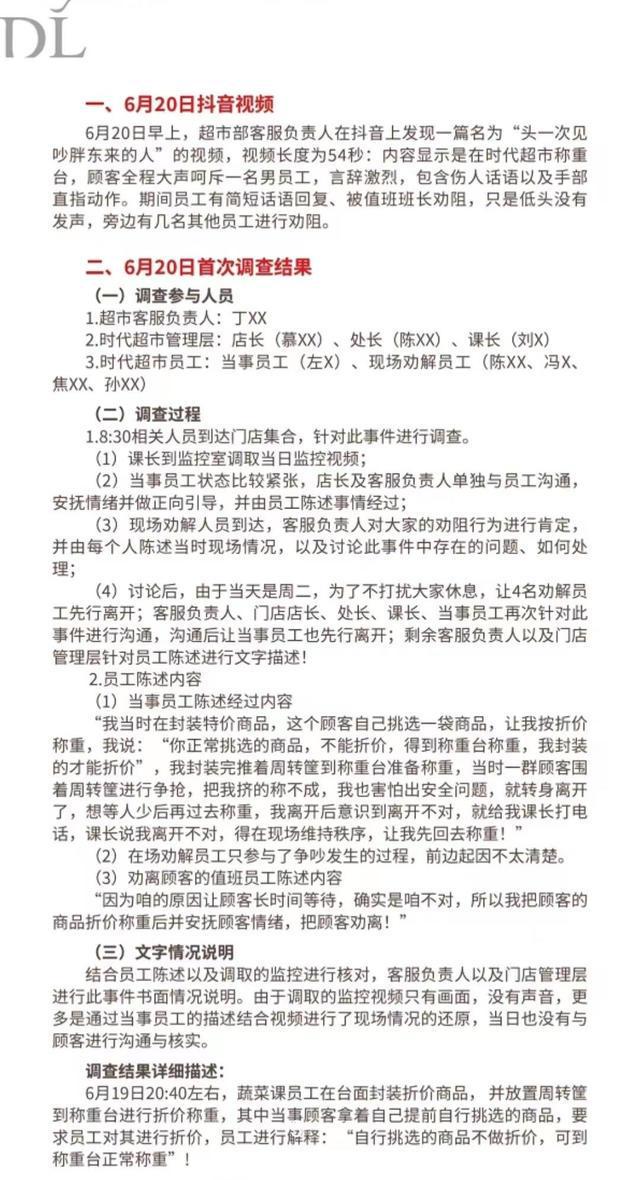 DL
一、6月20日抖音视频
6月20日早上，超市部客服负责人在抖音上发现一篇名为“头一次见
吵胖东来的人”的视频，视频长度为54秒：内容显示是在时代超市称重
台，顾客全程大声呵斥一名男员工，言辞激烈，包含伤人话语以及手部
直指动作。期间员工有简短话语回复、被值班班长劝阻，只是低头没有
发声，旁边有几名其他员工进行劝阻。
二、6月20日首次调查结果
（一）调查参与人员
1.超市客服负责人：丁XX
2.时代超市管理层：店长（慕XX）、处长（陈XX）、课长（刘X）
3.时代超市员工：当事员工（左X）、现场劝解员工（陈XX、冯X、
焦XX、孙XX）
（二）调查过程
1.8:30相关人员到达门店集合，针对此事件进行调查。
（1）课长到监控室调取当日监控视频；
（2）当事员工状态比较紧张，店长及客服负责人单独与员工沟通，
安抚情绪并做正向引导，并由员工陈述事情经过；
（3）现场劝解人员到达，客服负责人对大家的劝阻行为进行肯定，
并由每个人陈述当时现场情况，以及讨论此事件中存在的问题、如何处
理；
（4）讨论后，由于当天是周二，为了不打扰大家休息，让4名劝解员
工先行离开；客服负责人、门店店长、处长、课长、当事员工再次针对此
事件进行沟通，沟通后让当事员工也先行离开；剩余客服负责人以及门店
管理层针对员工陈述进行文字描述！
2.员工陈述内容
（1）当事员工陈述经过内容
“我当时在封装特价商品，这个顾客自己挑选一袋商品，让我按折价
称重，我说：“你正常挑选的商品，不能折价，得到称重台称重，我封装
的才能折价”，我封装完推着周转筐到称重台准备称重，当时一群顾客围
着周转筐进行争抢，把我挤的称不成，我也害怕出安全问题，就转身离开
了，想等人少后再过去称重，我离开后意识到离开不对，就给我课长打电
话，课长说我离开不对，得在现场维持秩序，让我先回去称重！”
（2）在场劝解员工只参与了争吵发生的过程，前边起因不太清楚。
（3）劝离顾客的值班员工陈述内容
“因为咱的原因让顾客长时间等待，确实是咱不对，所以我把顾客的
商品折价称重后并安抚顾客情绪，把顾客劝离！”
（三）文字情况说明
结合员工陈述以及调取的监控进行核对，客服负责人以及门店管理层
进行此事件书面情况说明。由于调取的监控视频只有画面，没有声音，更
多是通过当事员工的描述结合视频进行了现场情况的还原，当日也没有与
顾客进行沟通与核实。
调查结果详细描述：
6月19日20:40左右，蔬菜课员工在台面封装折价商品，并放置周转筐
到称重台进行折价称重，其中当事顾客拿着自己提前自行挑选的商品，要
求员工对其进行折价，员工进行解释：“自行挑选的商品不做折价，可到
称重台正常称重”！